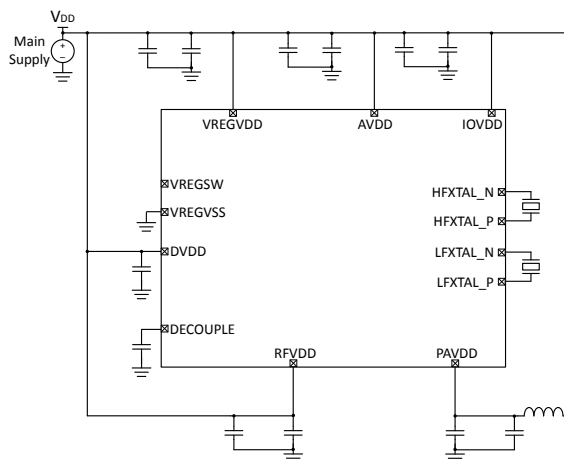 VDD
Main
Supply
+
–
VREGVDD
AVDD
IOVDD
VREGSW
HFXTAL_N
VREGVSS
HFXTAL_P
DVDD
LFXTAL_N
LFXTAL_P
DECOUPLE
RFVDD
PAVDD